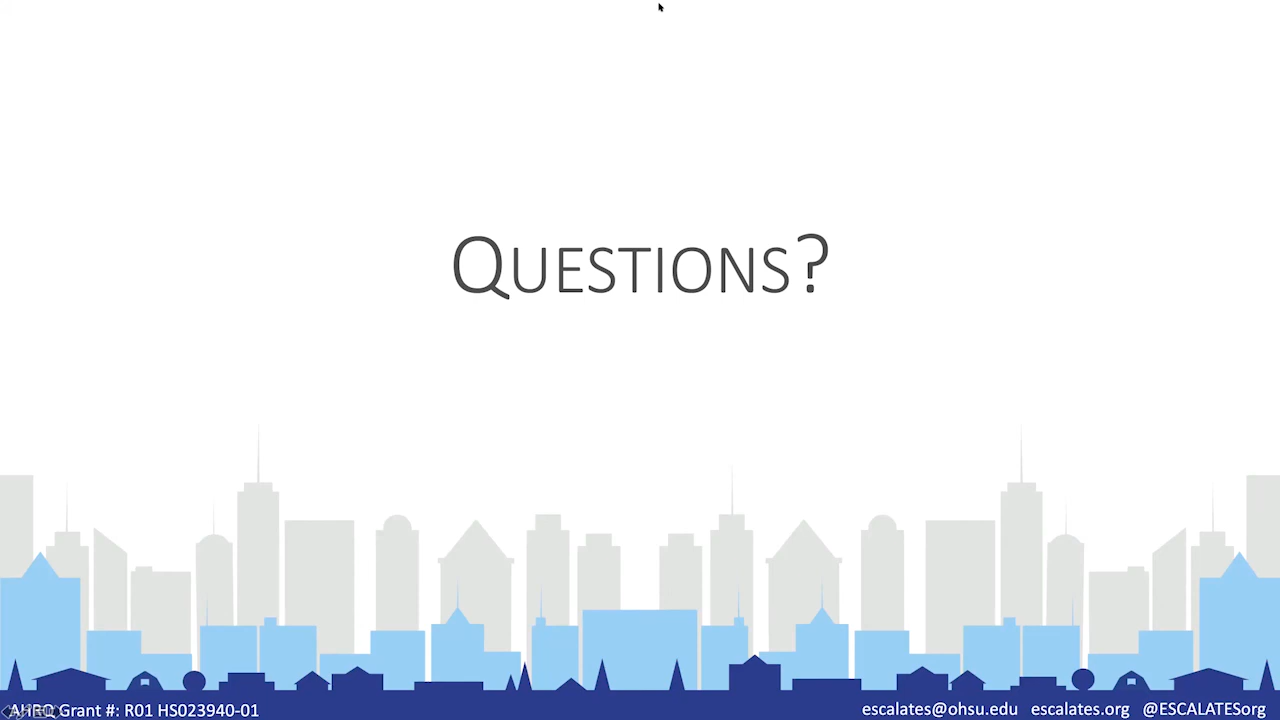 QUESTIONS?
AHRQ Grant #: R01 HS023940-01
escalates@ohsu.edu escalates.org @ESCALATESorg